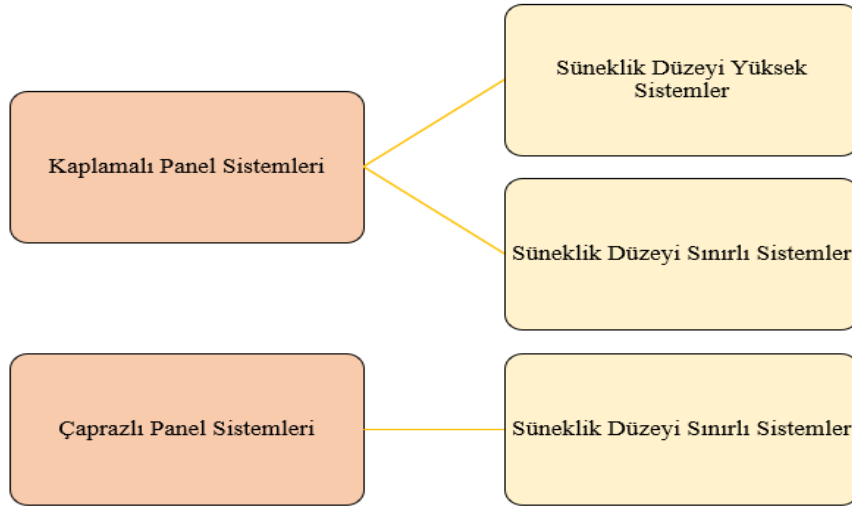 Süneklik Düzeyi Yüksek
Sistemler
Kaplamalı Panel Sistemleri
Süneklik Düzeyi Sınırlı Sistemler
Çaprazlı Panel Sistemleri
Süneklik Düzeyi Sınırlı Sistemler